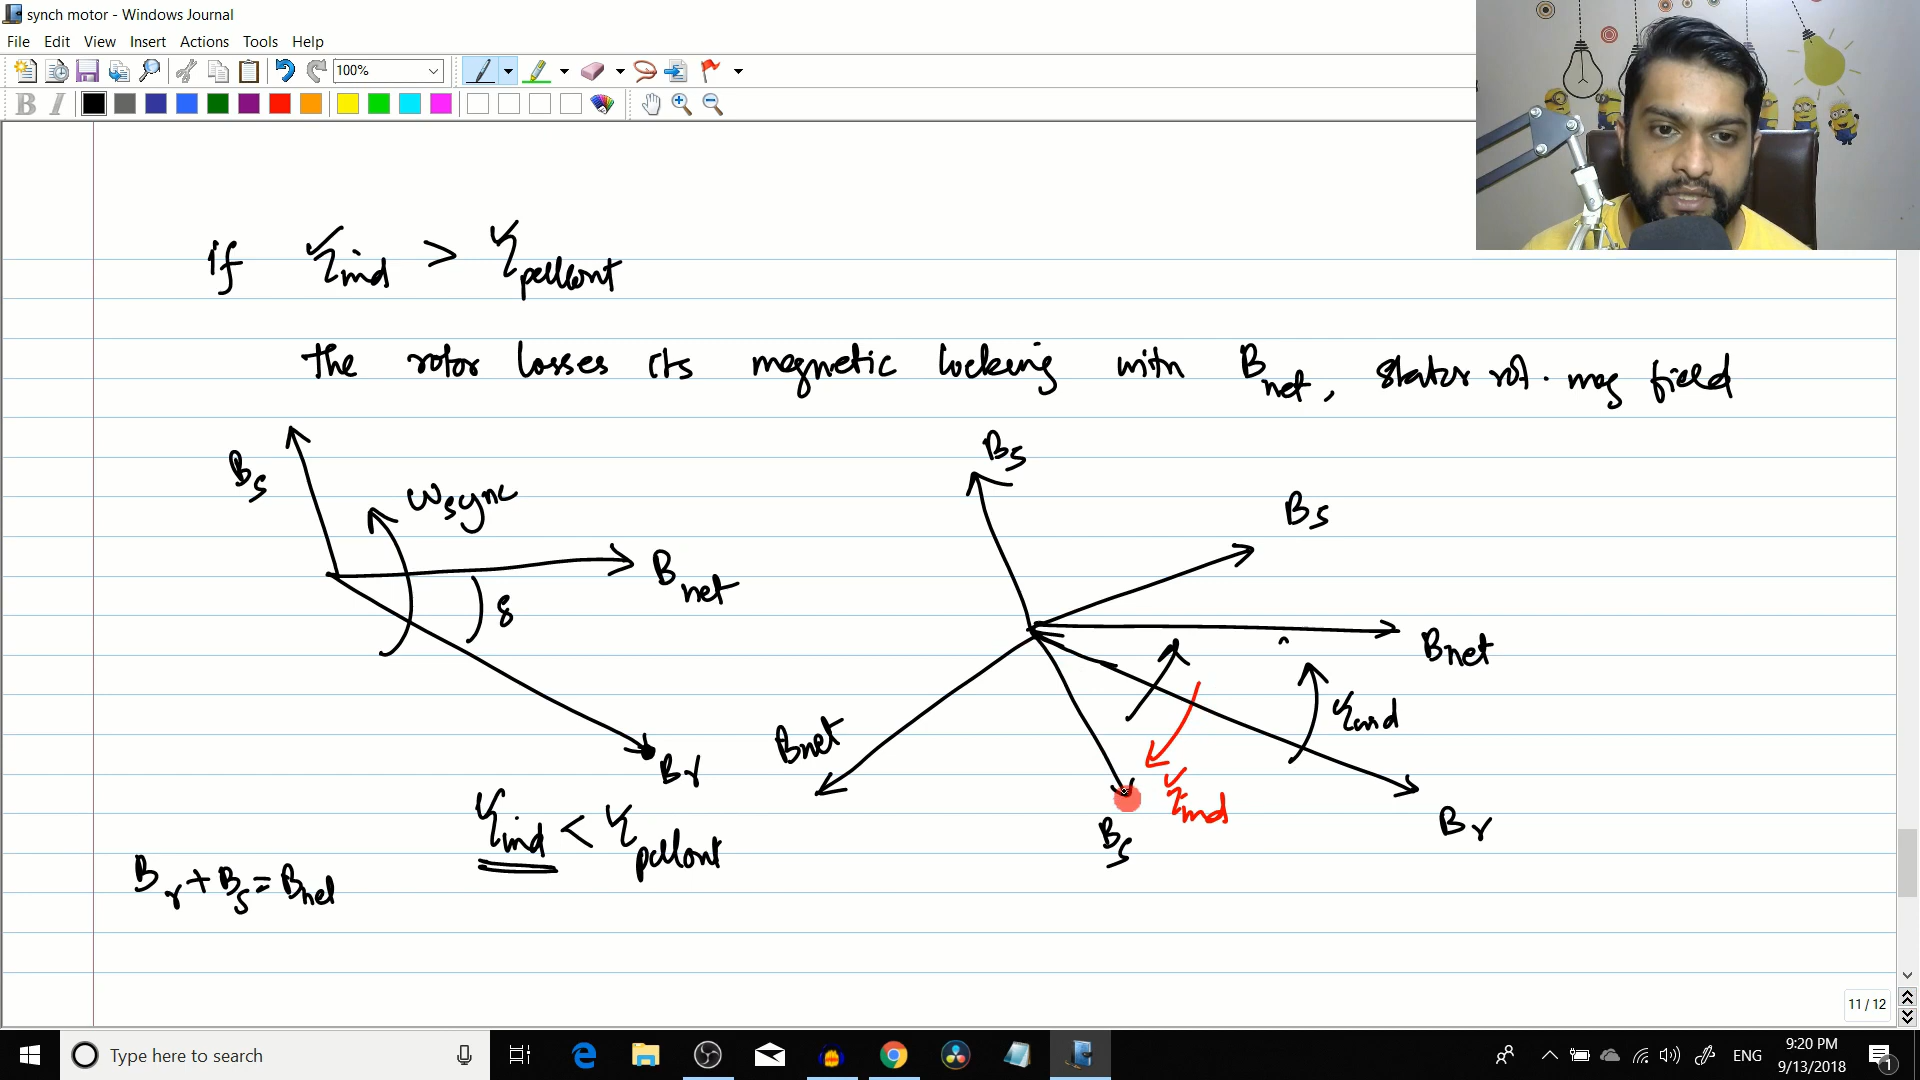 synch motor - Windows Journal
File Edit View Insert Actions Tools Help
100%
B I
If τind > τpullout
the rotor losses its magnetic locking with Bnet, stator rot. mag field
Bs
ωsync
Bnet
δ
Br
τind < τpullout
Br + Bs = Bnet
Bs
Bs
Bnet
τind
Br
Bnet
τind
Bs
11 / 12
Type here to search
ENG
9:20 PM
9/13/2018
1